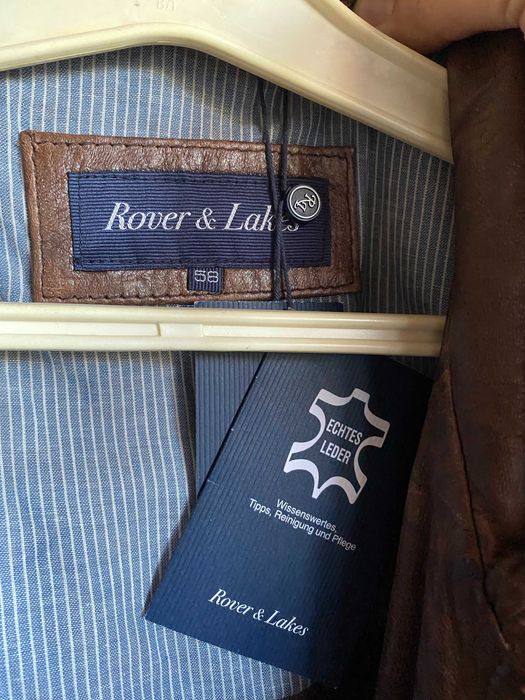 Rover & Lakes
58
ECHTES
LEDER
Wissenswertes,
Tipps, Reinigung und Pflege
Rover & Lakes